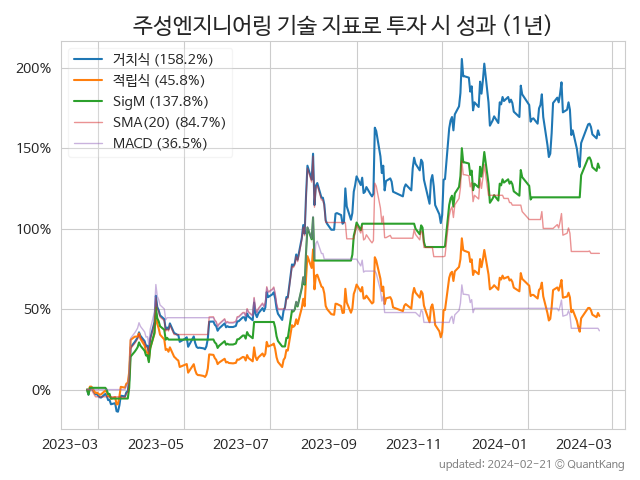 주성엔지니어링 기술 지표로 투자 시 성과 (1년)
거치식 (158.2%)
적립식 (45.8%)
SigM (137.8%)
SMA(20) (84.7%)
MACD (36.5%)
200%
150%
100%
50%
0%
2023-03 2023-05 2023-07 2023-09 2023-11 2024-01 2024-03
updated: 2024-02-21 © QuantKang